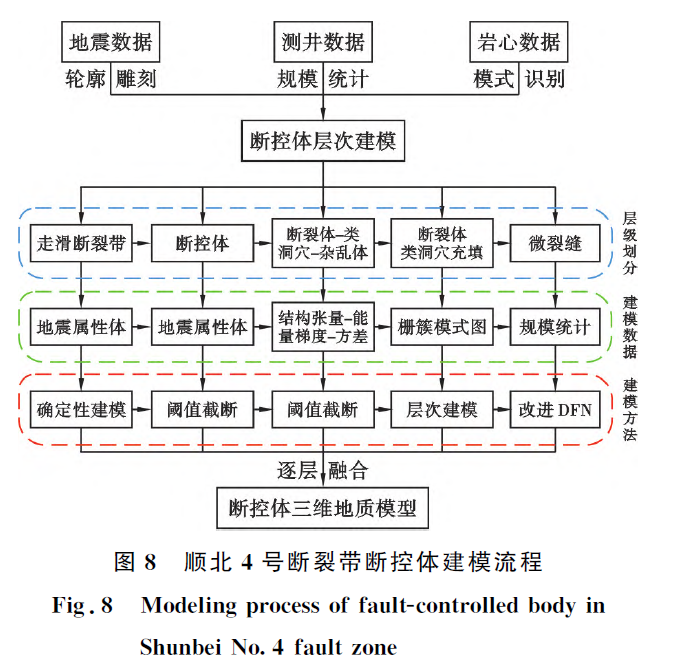 地震数据 测井数据 岩心数据
轮廓 雕刻 规模 统计 模式 识别
断控体层次建模
走滑断裂带 断控体 断裂体-类洞穴-杂乱体 断裂体类洞穴充填 微裂缝 层级划分
地震属性体 地震属性体 结构张量-能量梯度-方差 栅簇模式图 规模统计 建模数据
确定性建模 阈值截断 阈值截断 层次建模 改进DFN 建模方法
逐层 融合
断控体三维地质模型
图 8 顺北 4 号断裂带断控体建模流程
Fig. 8 Modeling process of fault-controlled body in
Shunbei No. 4 fault zone